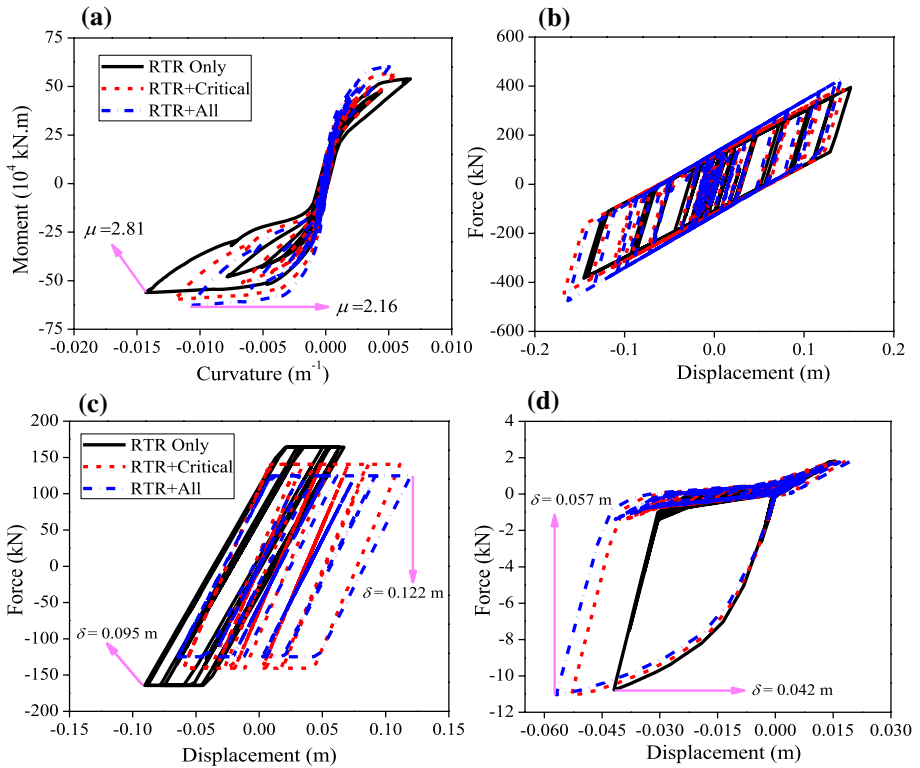 (a)
RTR Only
RTR+Critical
RTR+All
Moment (10⁴ kN.m)
75
50
25
0
-25
-50
-75
μ=2.81
μ=2.16
-0.020 -0.015 -0.010 -0.005 0.000 0.005 0.010
Curvature (m⁻¹)
(b)
Force (kN)
600
400
200
0
-200
-400
-600
-0.2 -0.1 0.0 0.1 0.2
Displacement (m)
(c)
RTR Only
RTR+Critical
RTR+All
Force (kN)
200
150
100
50
0
-50
-100
-150
-200
δ = 0.095 m
δ = 0.122 m
-0.15 -0.10 -0.05 0.00 0.05 0.10 0.15
Displacement (m)
(d)
Force (kN)
4
2
0
-2
-4
-6
-8
-10
-12
δ = 0.057 m
δ = 0.042 m
-0.060 -0.045 -0.030 -0.015 0.000 0.015 0.030
Displacement (m)